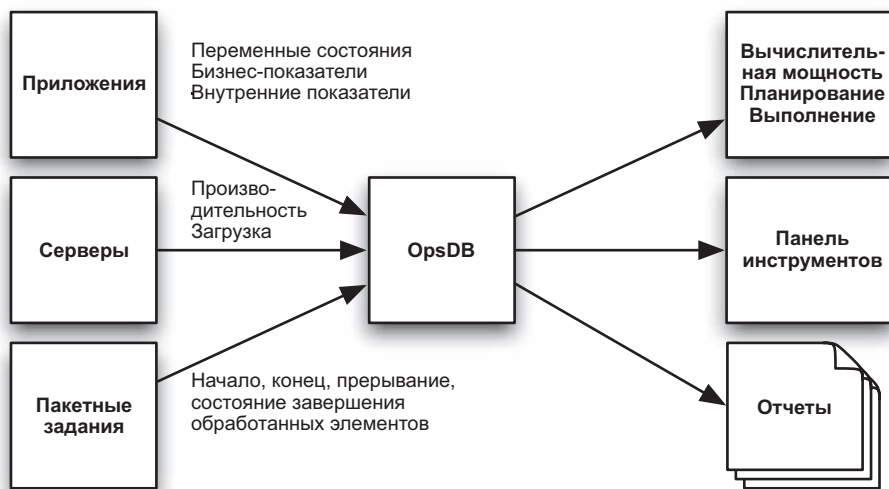 Приложения
Переменные состояния
Бизнес-показатели
Внутренние показатели
Вычислитель-
ная мощность
Планирование
Выполнение
Серверы
Произво-
дительность
Загрузка
OpsDB
Панель
инструментов
Пакетные
задания
Начало, конец, прерывание,
состояние завершения
обработанных элементов
Отчеты